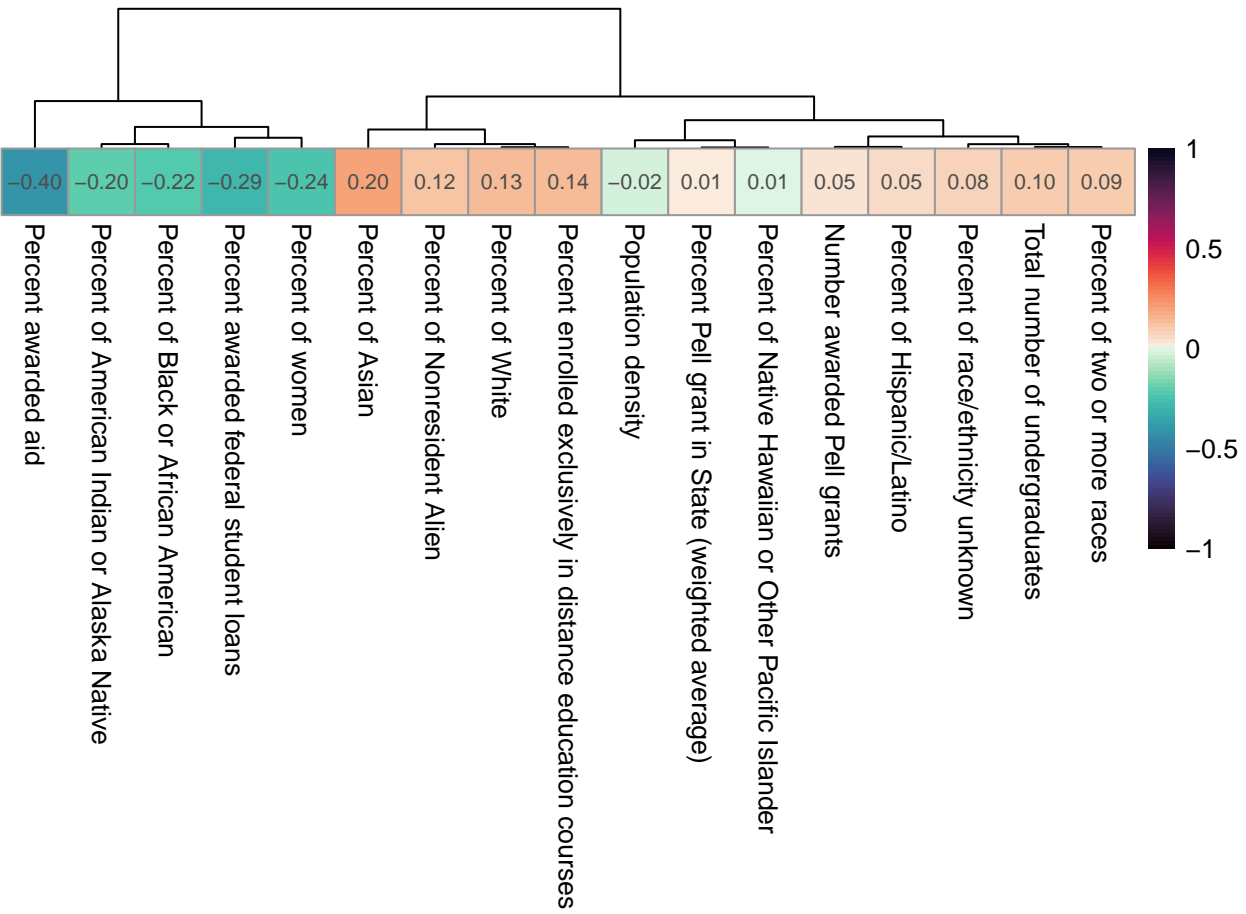 −0.40
−0.20
−0.22
−0.29
−0.24
0.20
0.12
0.13
0.14
−0.02
0.01
0.01
0.05
0.05
0.08
0.10
0.09
Percent awarded aid
Percent of American Indian or Alaska Native
Percent of Black or African American
Percent awarded federal student loans
Percent of women
Percent of Asian
Percent of Nonresident Alien
Percent of White
Percent enrolled exclusively in distance education courses
Population density
Percent Pell grant in State (weighted average)
Percent of Native Hawaiian or Other Pacific Islander
Number awarded Pell grants
Percent of Hispanic/Latino
Percent of race/ethnicity unknown
Total number of undergraduates
Percent of two or more races
1
0.5
0
−0.5
−1